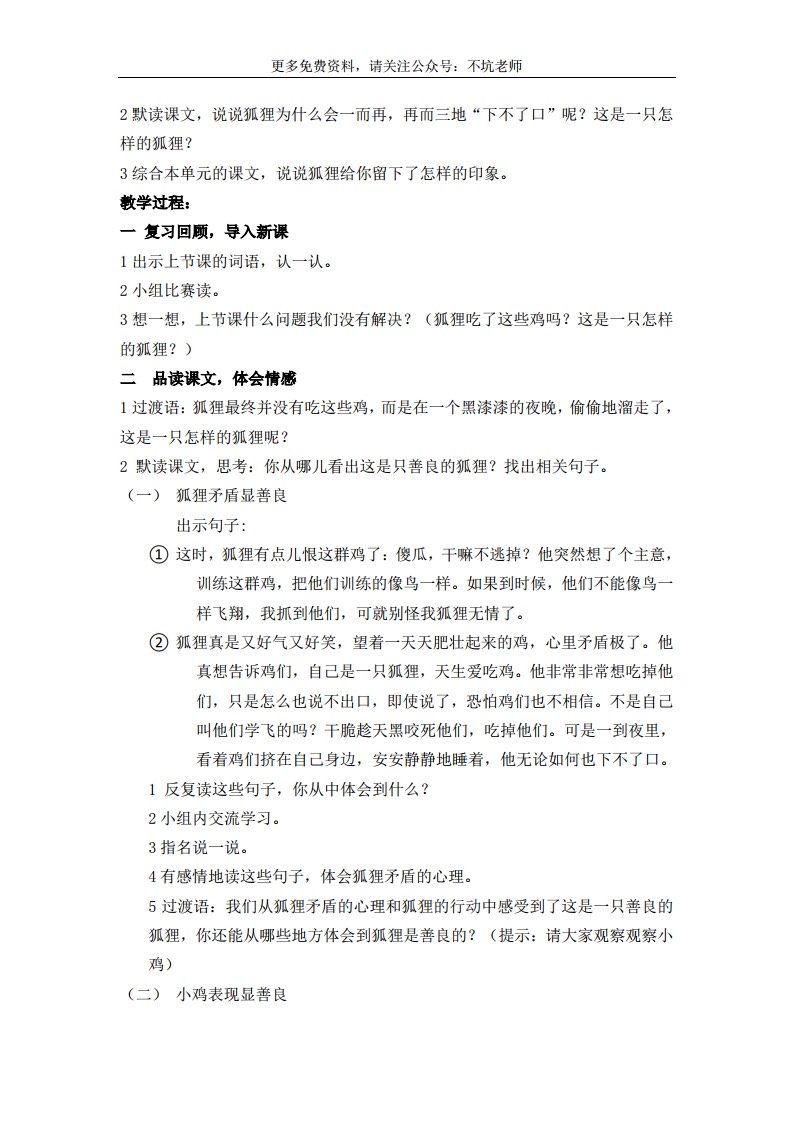 更多免费资料，请关注公众号：不坑老师
2 默读课文，说说狐狸为什么会一而再，再而三地“下不了口”呢？这是一只怎
样的狐狸？
3 综合本单元的课文，说说狐狸给你留下了怎样的印象。
教学过程：
一 复习回顾，导入新课
1 出示上节课的词语，认一认。
2 小组比赛读。
3 想一想，上节课什么问题我们没有解决？（狐狸吃了这些鸡吗？这是一只怎样
的狐狸？）
二 品读课文，体会情感
1 过渡语：狐狸最终并没有吃这些鸡，而是在一个黑漆漆的夜晚，偷偷地溜走了，
这是一只怎样的狐狸呢？
2 默读课文，思考：你从哪儿看出这是只善良的狐狸？找出相关句子。
（一） 狐狸矛盾显善良
出示句子:
① 这时，狐狸有点儿恨这群鸡了：傻瓜，干嘛不逃掉？他突然想了个主意，
训练这群鸡，把他们训练的像鸟一样。如果到时候，他们不能像鸟一
样飞翔，我抓到他们，可就别怪我狐狸无情了。
② 狐狸真是又好气又好笑，望着一天天肥壮起来的鸡，心里矛盾极了。他
真想告诉鸡们，自己是一只狐狸，天生爱吃鸡。他非常非常想吃掉他
们，只是怎么也说不出口，即使说了，恐怕鸡们也不相信。不是自己
叫他们学飞的吗？干脆趁天黑咬死他们，吃掉他们。可是一到夜里，
看着鸡们挤在自己身边，安安静静地睡着，他无论如何也下不了口。
1 反复读这些句子，你从中体会到什么？
2 小组内交流学习。
3 指名说一说。
4 有感情地读这些句子，体会狐狸矛盾的心理。
5 过渡语：我们从狐狸矛盾的心理和狐狸的行动中感受到了这是一只善良的
狐狸，你还能从哪些地方体会到狐狸是善良的？（提示：请大家观察观察小
鸡）
（二） 小鸡表现显善良